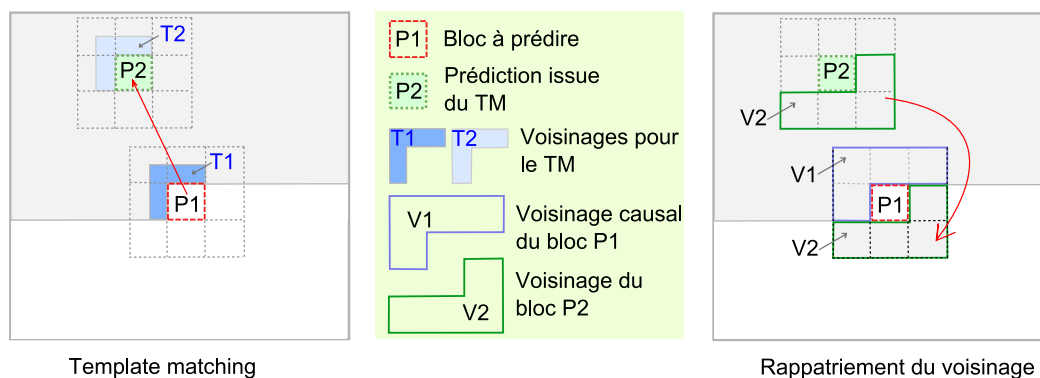 T2
P2
T1
P1
Template matching
P1 Bloc à prédire
P2 Prédiction issue
du TM
T1 T2 Voisinages pour
le TM
V1 Voisinage causal
du bloc P1
Voisinage du
V2 bloc P2
P2
V2
V1
P1
V2
Rappatriement du voisinage